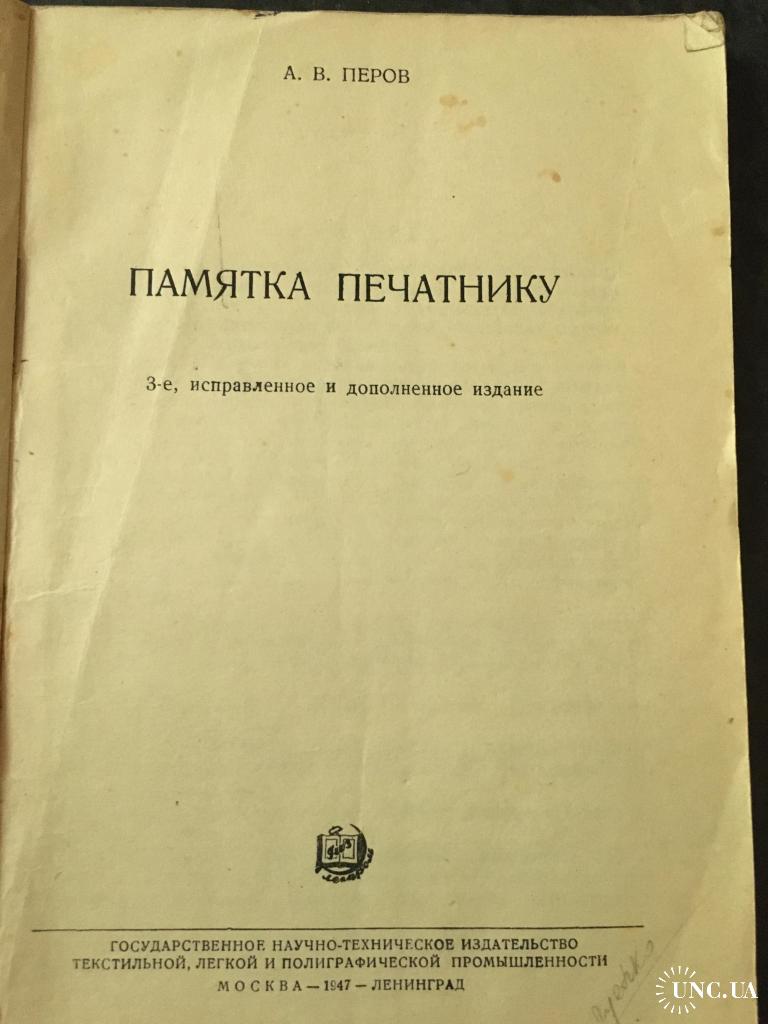 А. В. ПЕРОВ
ПАМЯТКА ПЕЧАТНИКУ
3-е, исправленное и дополненное издание
ГОСУДАРСТВЕННОЕ НАУЧНО-ТЕХНИЧЕСКОЕ ИЗДАТЕЛЬСТВО
ТЕКСТИЛЬНОЙ, ЛЕГКОЙ И ПОЛИГРАФИЧЕСКОЙ ПРОМЫШЛЕННОСТИ
МОСКВА — 1947 — ЛЕНИНГРАД
UNC.UA